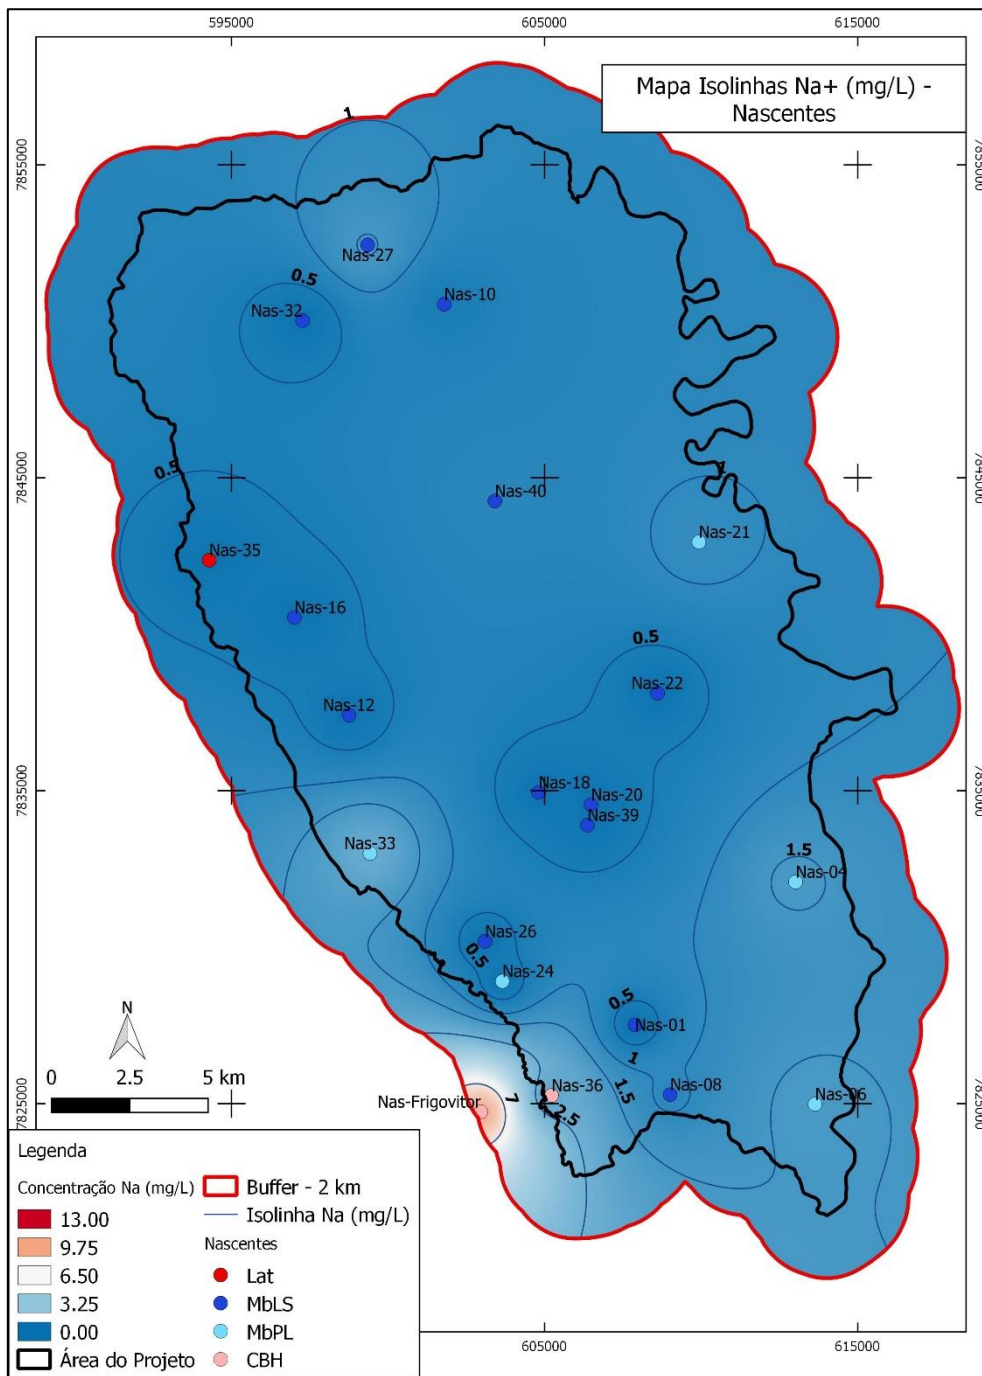 595000
605000
615000
Mapa Isolinhas Na+ (mg/L) -
Nascentes
1
7855000
7855000
Nas-27
0.5
Nas-32
Nas-10
0.5
1
7845000
7845000
Nas-40
Nas-21
Nas-35
Nas-16
0.5
Nas-22
Nas-12
7835000
7835000
Nas-18
Nas-20
Nas-39
Nas-33
1.5
Nas-04
Nas-26
0.5
Nas-24
0.5
Nas-01
N
1
0 2.5 5 km
1.5
Nas-36
Nas-08
Nas-06
Nas-Frigovitor
7
2.5
7825000
7825000
Legenda
Concentração Na (mg/L)
13.00
9.75
6.50
3.25
0.00
Área do Projeto
Buffer - 2 km
Isolinha Na (mg/L)
Nascentes
Lat
MbLS
MbPL
CBH
605000
615000